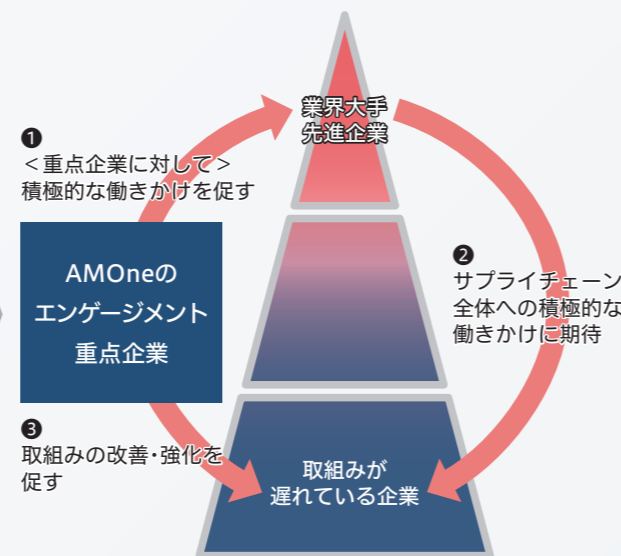 業界大手
先進企業
❶
＜重点企業に対して＞
積極的な働きかけを促す
AMOneの
エンゲージメント
重点企業
❷
サプライチェーン
全体への積極的な
働きかけに期待
❸
取組みの改善・強化を
促す
取組みが
遅れている企業